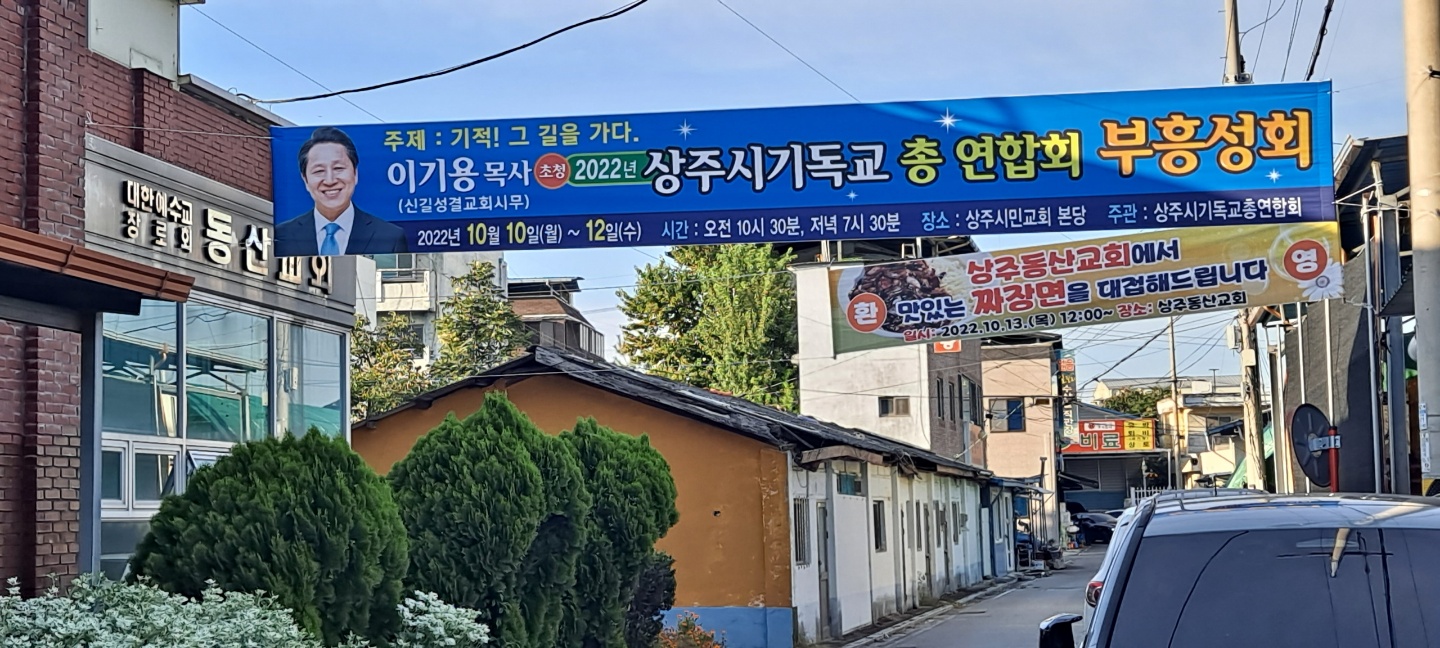 대한예수교
장로회
동산교회
주제 : 기적! 그 길을 가다.
이기용 목사 초청 2022년 상주시기독교 총 연합회 부흥성회
(신길성결교회시무)
2022년 10월 10일(월) ~ 12일(수) 시간 : 오전 10시 30분, 저녁 7시 30분 장소 : 상주시민교회 본당 주관 : 상주시기독교총연합회
상주동산교회에서
환 맛있는 짜장면을 대접해드립니다 영
일시: 2022.10.13.(목) 12:00~ 장소: 상주동산교회
비료